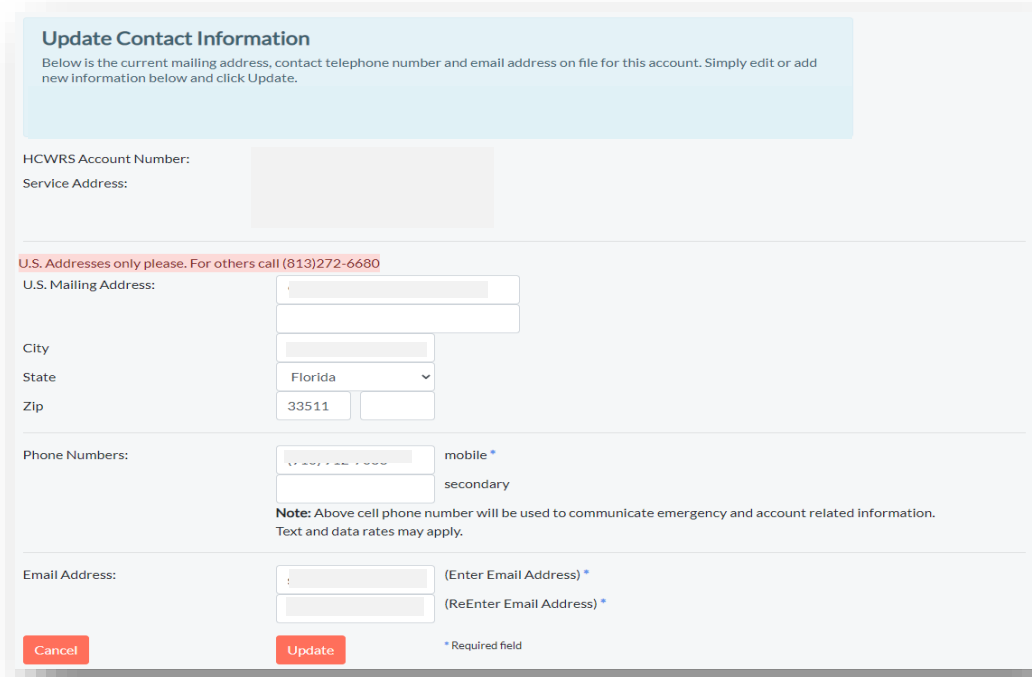 Update Contact Information
Below is the current mailing address, contact telephone number and email address on file for this account. Simply edit or add
new information below and click Update.
HCWRS Account Number:
Service Address:
U.S. Addresses only please. For others call (813)272-6680
U.S. Mailing Address:
City
State Florida
Zip 33511
Phone Numbers: mobile *
secondary
Note: Above cell phone number will be used to communicate emergency and account related information.
Text and data rates may apply.
Email Address: (Enter Email Address) *
(ReEnter Email Address) *
Cancel Update * Required field